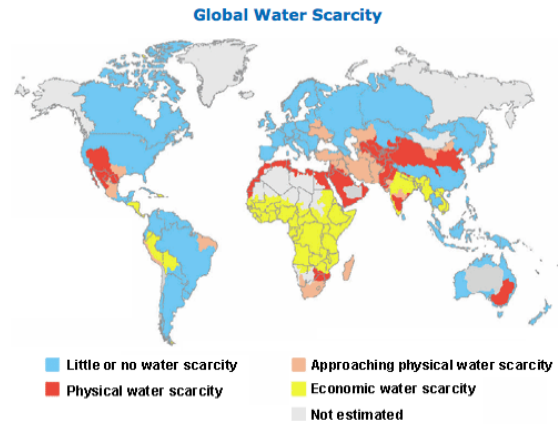 Global Water Scarcity
Little or no water scarcity
Approaching physical water scarcity
Physical water scarcity
Economic water scarcity
Not estimated